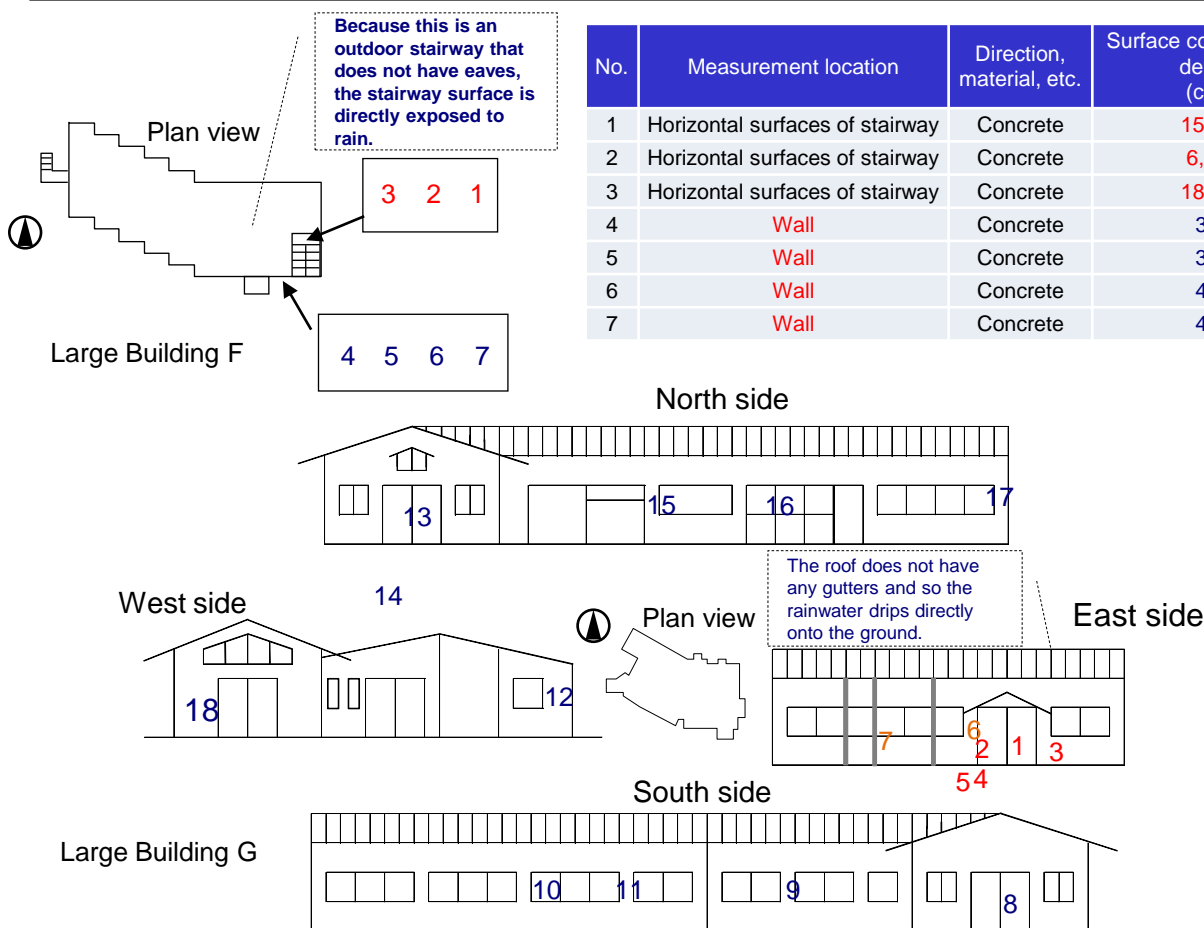 Because this is an
outdoor stairway that
does not have eaves,
the stairway surface is
directly exposed to
rain.
Plan view
3 2 1
4 5 6 7
Large Building F
No. Measurement location Direction, material, etc. Surface
1 Horizontal surfaces of stairway Concrete 15
2 Horizontal surfaces of stairway Concrete 6,
3 Horizontal surfaces of stairway Concrete 18
4 Wall Concrete 3
5 Wall Concrete 3
6 Wall Concrete 4
7 Wall Concrete 4
North side
13 15 16 17
14
West side
18 12
Plan view
The roof does not have
any gutters and so the
rainwater drips directly
onto the ground.
East side
7 6 2 1 3
5 4
South side
Large Building G
10 11 9 8